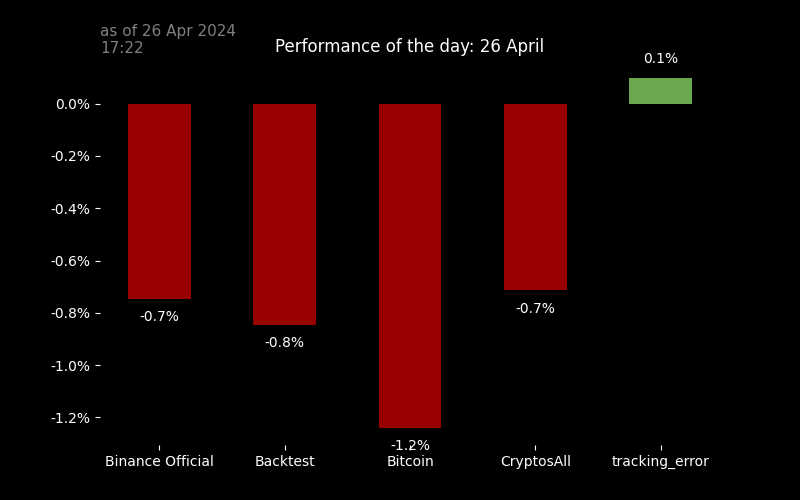 as of 26 Apr 2024
17:22
Performance of the day: 26 April
0.1%
0.0%
-0.2%
-0.4%
-0.6%
-0.8%
-1.0%
-1.2%
-0.7%
-0.8%
-1.2%
-0.7%
Binance Official
Backtest
Bitcoin
CryptosAll
tracking_error